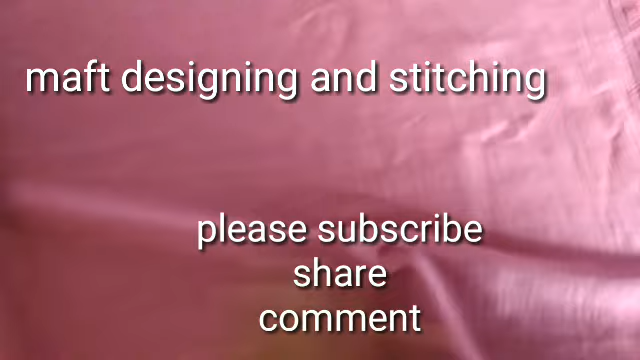 maft designing and stitching
please subscribe
share
comment